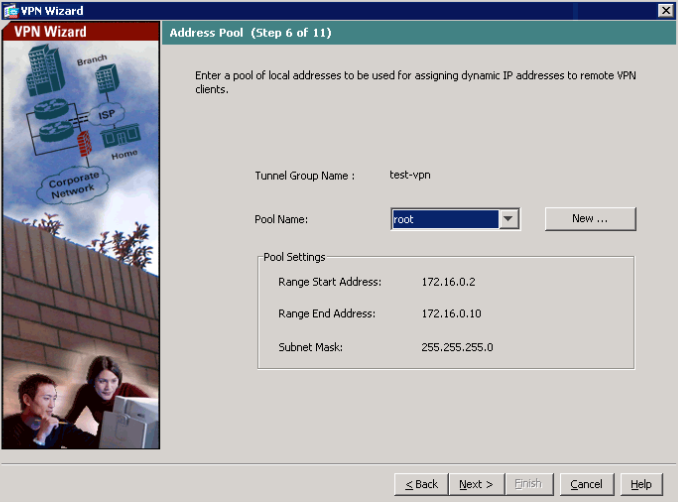 VPN Wizard
VPN Wizard
Branch
ISP
Home
Corporate
Network
Address Pool (Step 6 of 11)
Enter a pool of local addresses to be used for assigning dynamic IP addresses to remote VPN
clients.
Tunnel Group Name : test-vpn
Pool Name: root New ...
Pool Settings
Range Start Address: 172.16.0.2
Range End Address: 172.16.0.10
Subnet Mask: 255.255.255.0
< Back Next > Finish Cancel Help